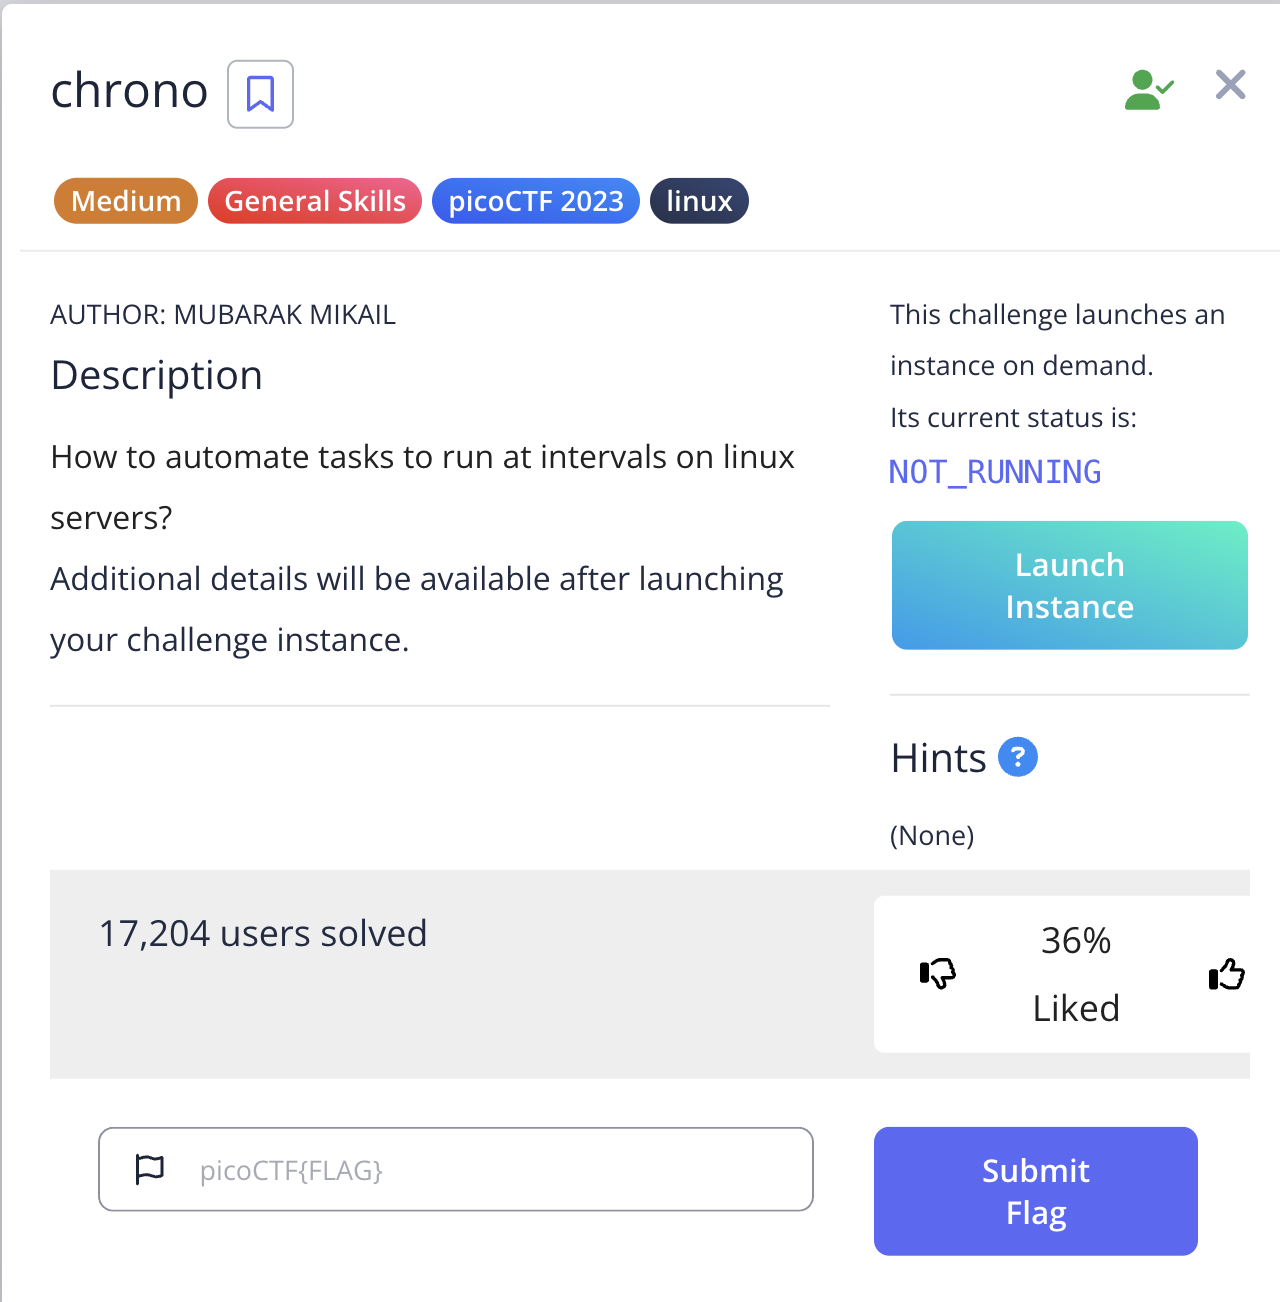 chrono
Medium
General Skills
picoCTF 2023
linux
AUTHOR: MUBARAK MIKAIL
Description
How to automate tasks to run at intervals on linux
servers?
Additional details will be available after launching
your challenge instance.
This challenge launches an
instance on demand.
Its current status is:
NOT_RUNNING
Launch
Instance
Hints ?
(None)
17,204 users solved
36%
Liked
picoCTF{FLAG}
Submit
Flag